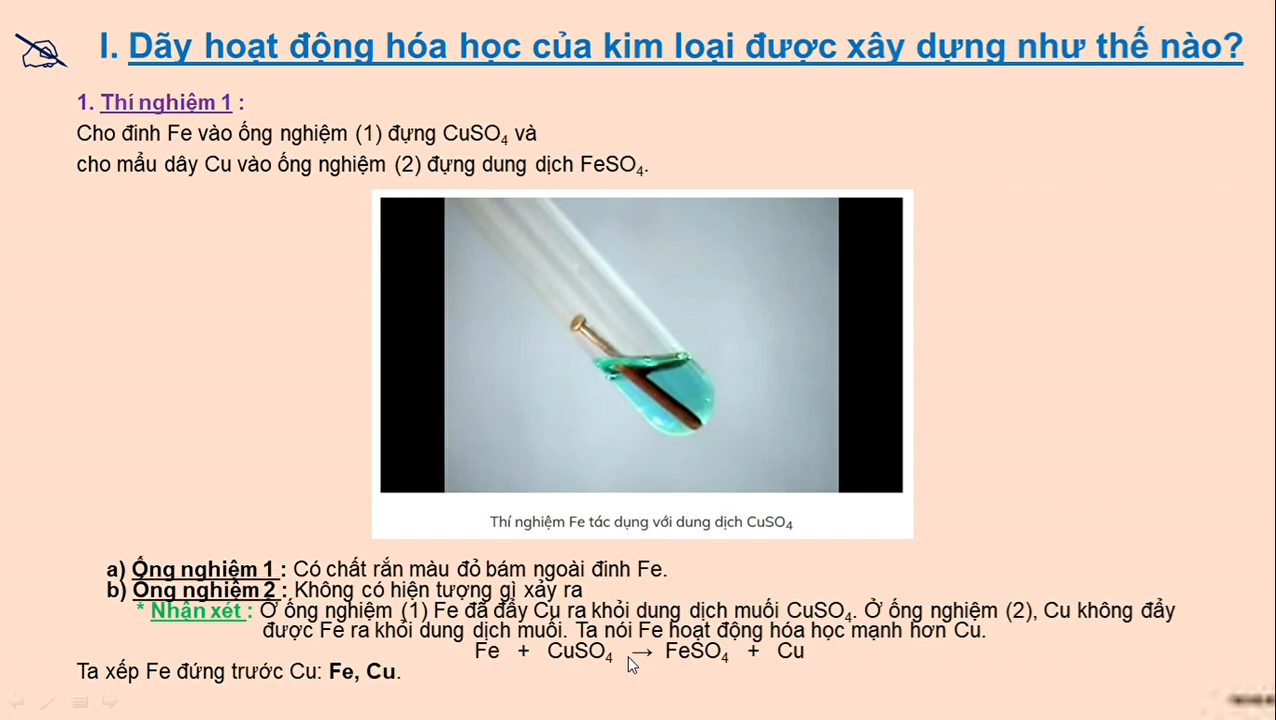 I. Dãy hoạt động hóa học của kim loại được xây dựng như thế nào?
1. Thí nghiệm 1 :
Cho đinh Fe vào ống nghiệm (1) đựng CuSO₄ và
cho mẩu dây Cu vào ống nghiệm (2) đựng dung dịch FeSO₄.
Thí nghiệm Fe tác dụng với dung dịch CuSO₄
a) Ống nghiệm 1 : Có chất rắn màu đỏ bám ngoài đinh Fe.
b) Ống nghiệm 2 : Không có hiện tượng gì xảy ra
* Nhận xét : Ở ống nghiệm (1) Fe đã đẩy Cu ra khỏi dung dịch muối CuSO₄. Ở ống nghiệm (2), Cu không đẩy
được Fe ra khỏi dung dịch muối. Ta nói Fe hoạt động hóa học mạnh hơn Cu.
Fe + CuSO₄ → FeSO₄ + Cu
Ta xếp Fe đứng trước Cu: Fe, Cu.